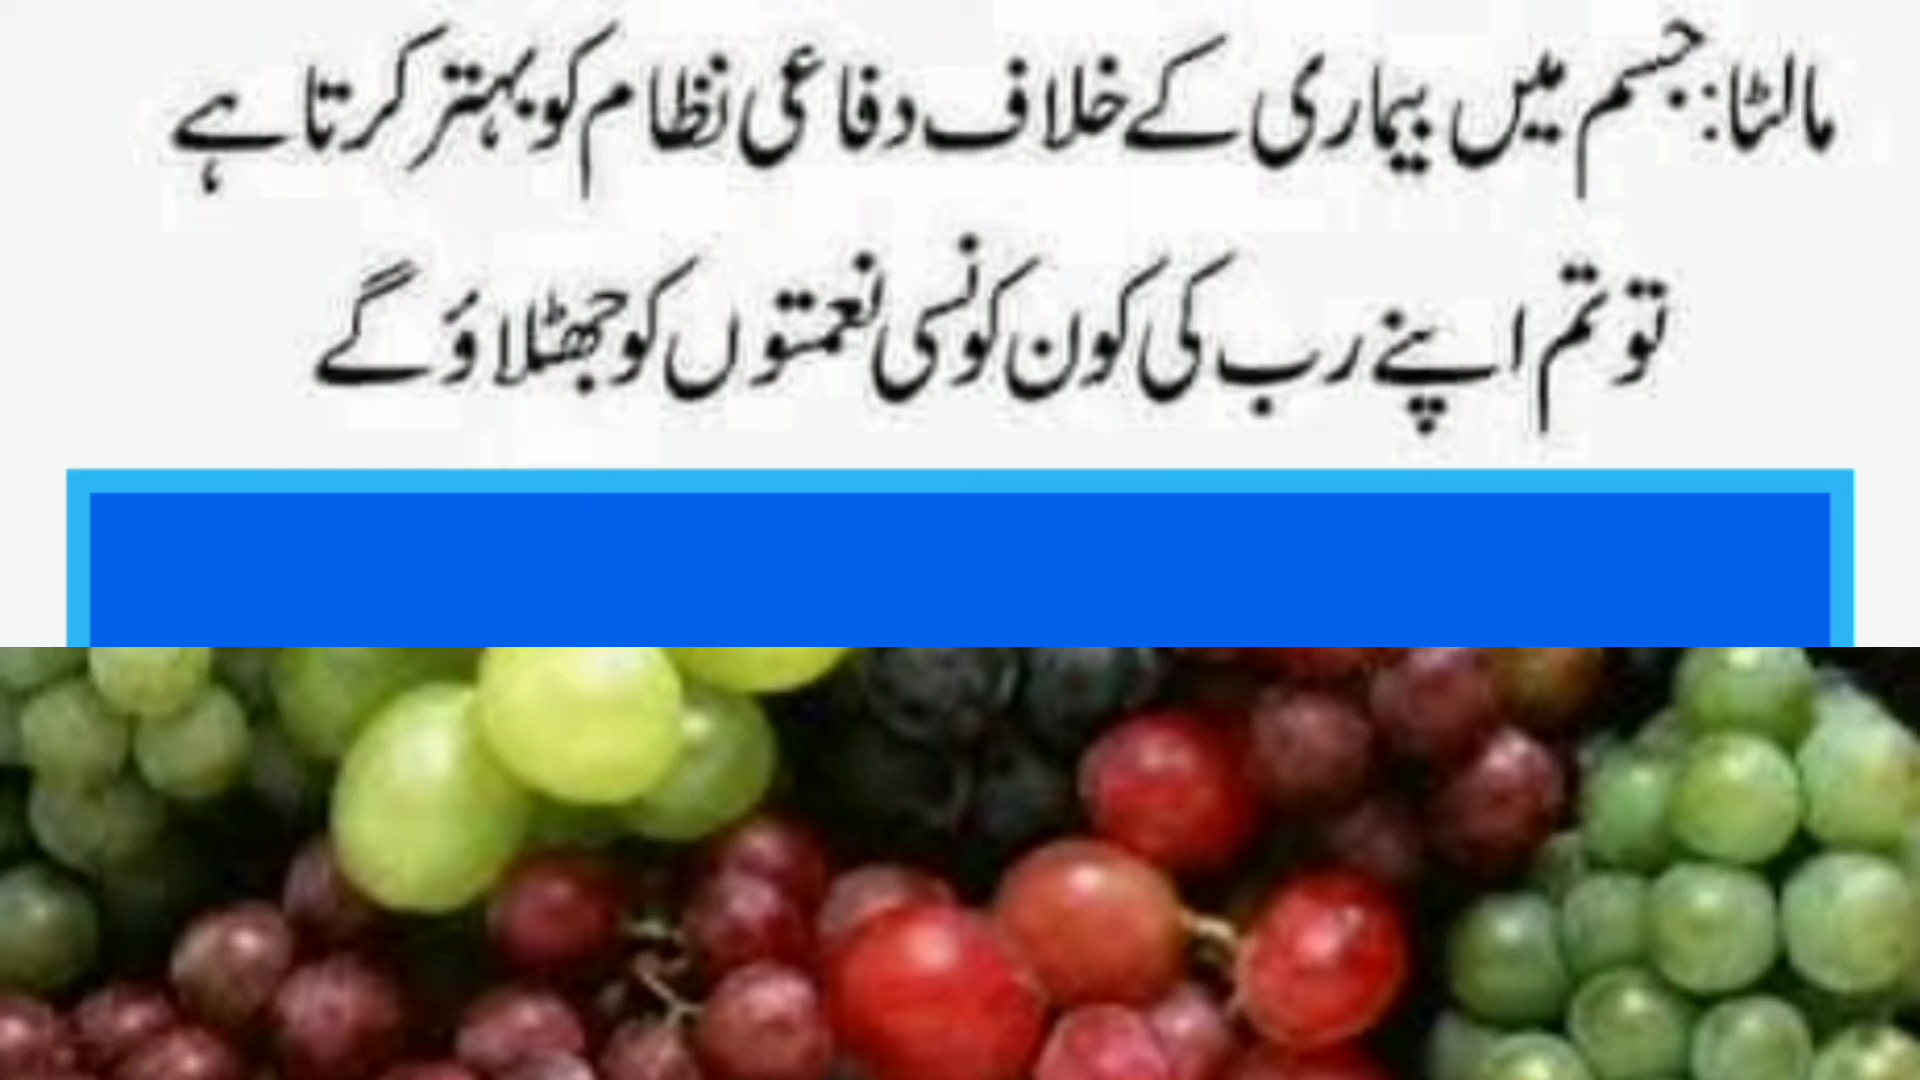 مالٹا: جسم میں بیماری کے خلاف دفاعی نظام کو بہتر کرتا ہے
تو تم اپنے رب کی کون کونسی نعمتوں کو جھٹلاؤ گے